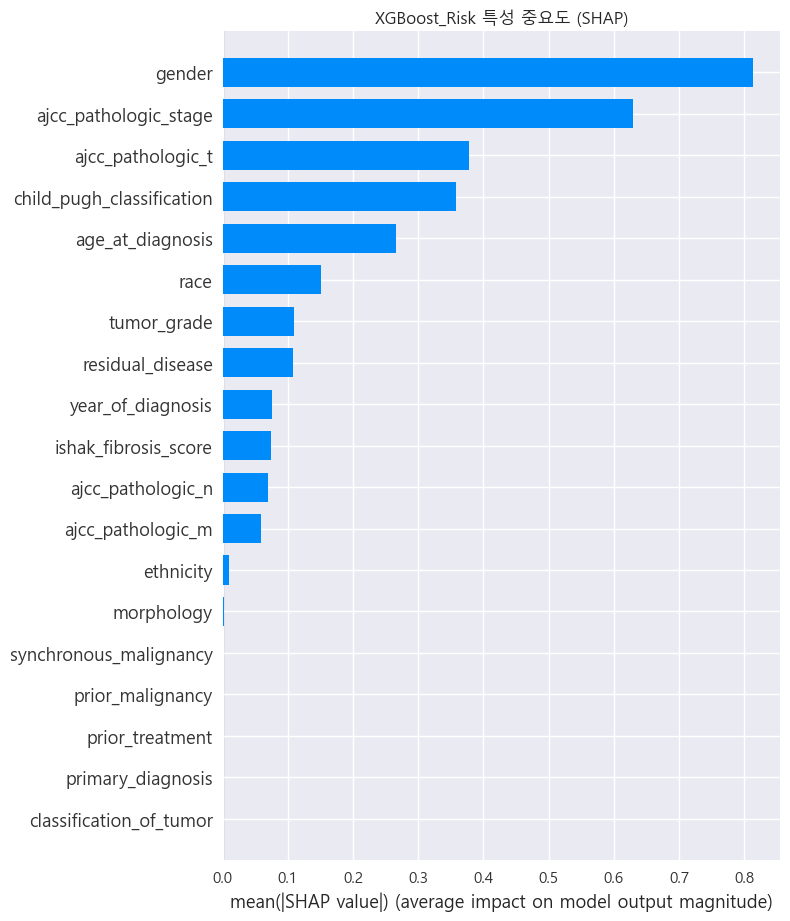 XGBoost_Risk 특성 중요도 (SHAP)
gender
ajcc_pathologic_stage
ajcc_pathologic_t
child_pugh_classification
age_at_diagnosis
race
tumor_grade
residual_disease
year_of_diagnosis
ishak_fibrosis_score
ajcc_pathologic_n
ajcc_pathologic_m
ethnicity
morphology
synchronous_malignancy
prior_malignancy
prior_treatment
primary_diagnosis
classification_of_tumor
0.0 0.1 0.2 0.3 0.4 0.5 0.6 0.7 0.8
mean(|SHAP value|) (average impact on model output magnitude)